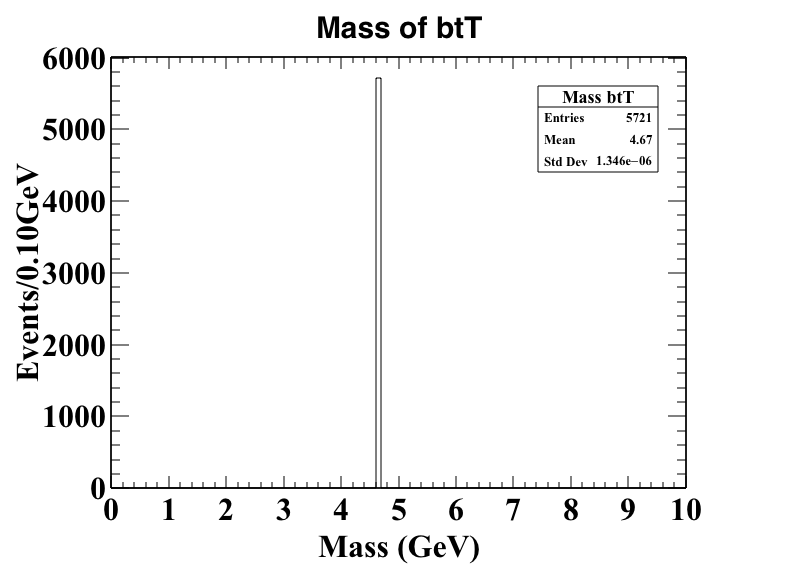 Mass of btT
6000
5000
4000
3000
2000
1000
0
Events/0.10GeV
Mass btT
Entries 5721
Mean 4.67
Std Dev 1.346e−06
0 1 2 3 4 5 6 7 8 9 10
Mass (GeV)